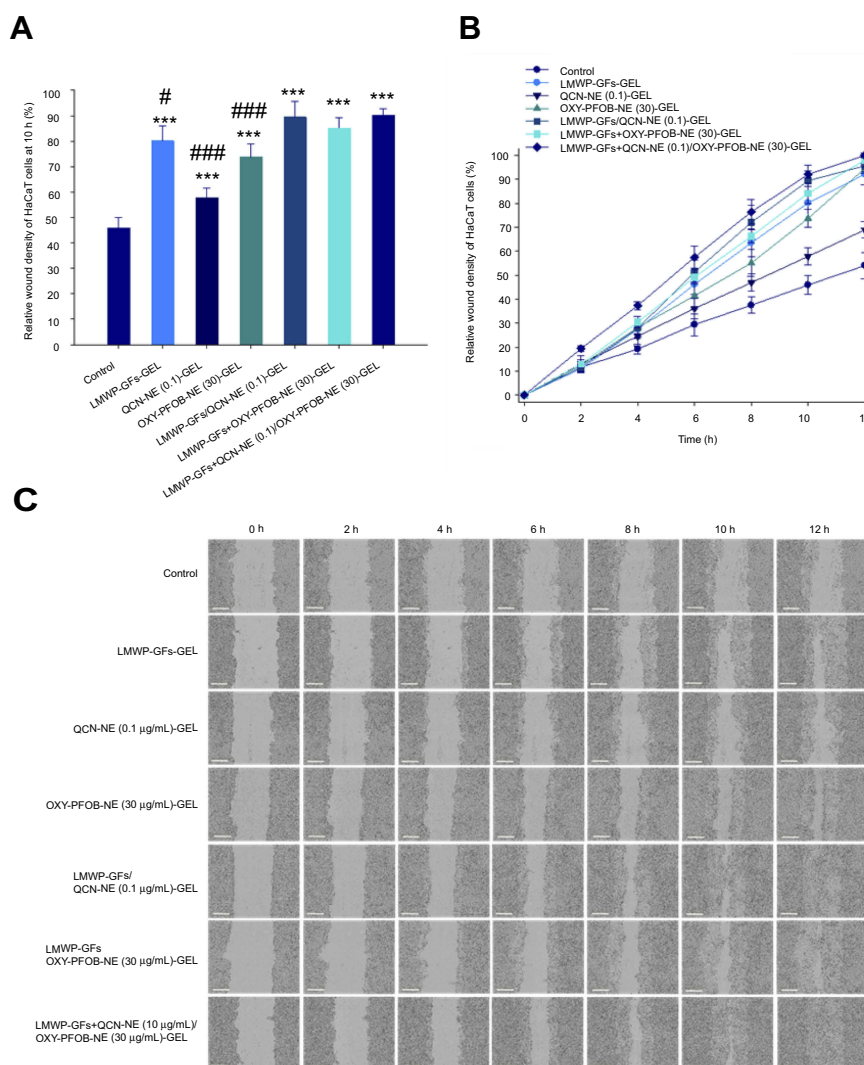 A
Relative wound density of HaCaT cells at 10 h (%)
100
90
80
70
60
50
40
30
20
10
0
#
***
###
***
###
***
***
***
***
Control
LMWP-GFs-GEL
QCN-NE (0.1)-GEL
OXY-PFOB-NE (30)-GEL
LMWP-GFs/QCN-NE (0.1)-GEL
LMWP-GFs+OXY-PFOB-NE (30)-GEL
LMWP-GFs+QCN-NE (0.1)/OXY-PFOB-NE (30)-GEL
B
Control
LMWP-GFs-GEL
QCN-NE (0.1)-GEL
OXY-PFOB-NE (30)-GEL
LMWP-GFs/QCN-NE (0.1)-GEL
LMWP-GFs+OXY-PFOB-NE (30)-GEL
LMWP-GFs+QCN-NE (0.1)/OXY-PFOB-NE (30)-GEL
Relative wound density of HaCaT cells (%)
100
90
80
70
60
50
40
30
20
10
0
0 2 4 6 8 10 1
Time (h)
C
0 h 2 h 4 h 6 h 8 h 10 h 12 h
Control
LMWP-GFs-GEL
QCN-NE (0.1 µg/mL)-GEL
OXY-PFOB-NE (30 µg/mL)-GEL
LMWP-GFs/
QCN-NE (0.1 µg/mL)-GEL
LMWP-GFs
OXY-PFOB-NE (30 µg/mL)-GEL
LMWP-GFs+QCN-NE (10 µg/mL)/
OXY-PFOB-NE (30 µg/mL)-GEL